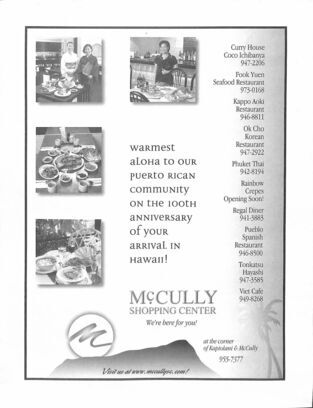 Curry House
Coco Ichibanya
947-2206
Fook Yuen
Seafood Restaurant
973-0168
Kappo Aoki
Restaurant
946-8811
Ok Cho
Korean
Restaurant
947-2922
Phuket Thai
942-8194
Rainbow
Crepes
Opening Soon!
Regal Diner
941-3883
Pueblo
Spanish
Restaurant
946-8500
Tonkatsu
Hayashi
947-3585
Viet Cafe
949-8268
warmest
aloha to our
puerto rican
community
on the 100th
anniversary
of your
arrival in
hawaii!
McCULLY
SHOPPING CENTER
We're here for you!
at the corner
of Kapiolani & McCully
955-7377
Visit us at www.mccullysc.com!